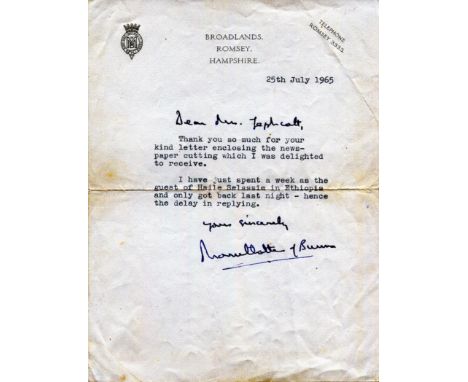 BROADLANDS.
ROMSEY.
HAMPSHIRE.
TELEPHONE
ROMSEY 3333.
25th July 1965
Dear Mrs.
Thank you so much for your
kind letter enclosing the news-
paper cutting which I was delighted
to receive.
I have just spent a week as the
guest of Haile Selassie in Ethiopia
and only got back last night - hence
the delay in replying.
Yours sincerely
Mountbatten of Burma